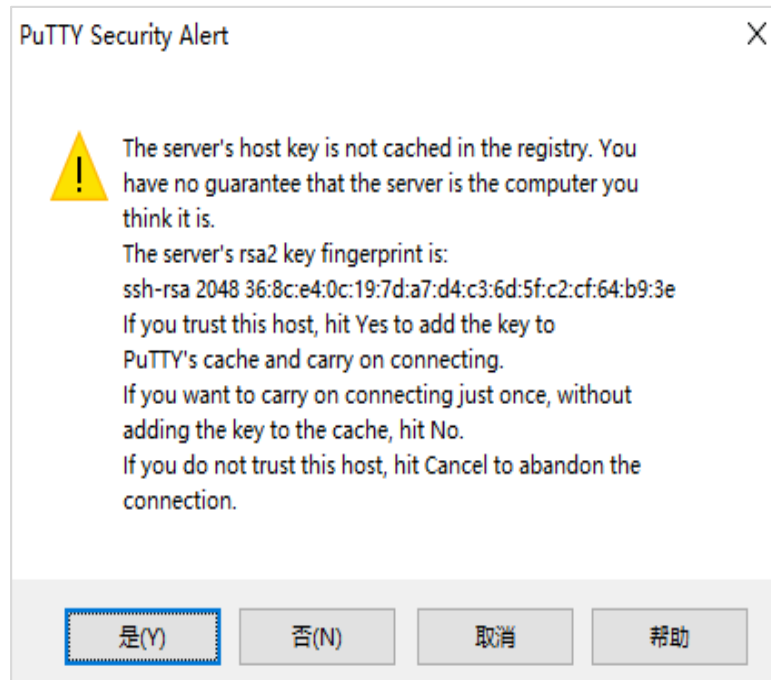 PuTTY Security Alert
The server's host key is not cached in the registry. You
have no guarantee that the server is the computer you
think it is.
The server's rsa2 key fingerprint is:
ssh-rsa 2048 36:8c:e4:0c:19:7d:a7:d4:c3:6d:5f:c2:cf:64:b9:3e
If you trust this host, hit Yes to add the key to
PuTTY's cache and carry on connecting.
If you want to carry on connecting just once, without
adding the key to the cache, hit No.
If you do not trust this host, hit Cancel to abandon the
connection.
是(Y) 否(N) 取消 帮助